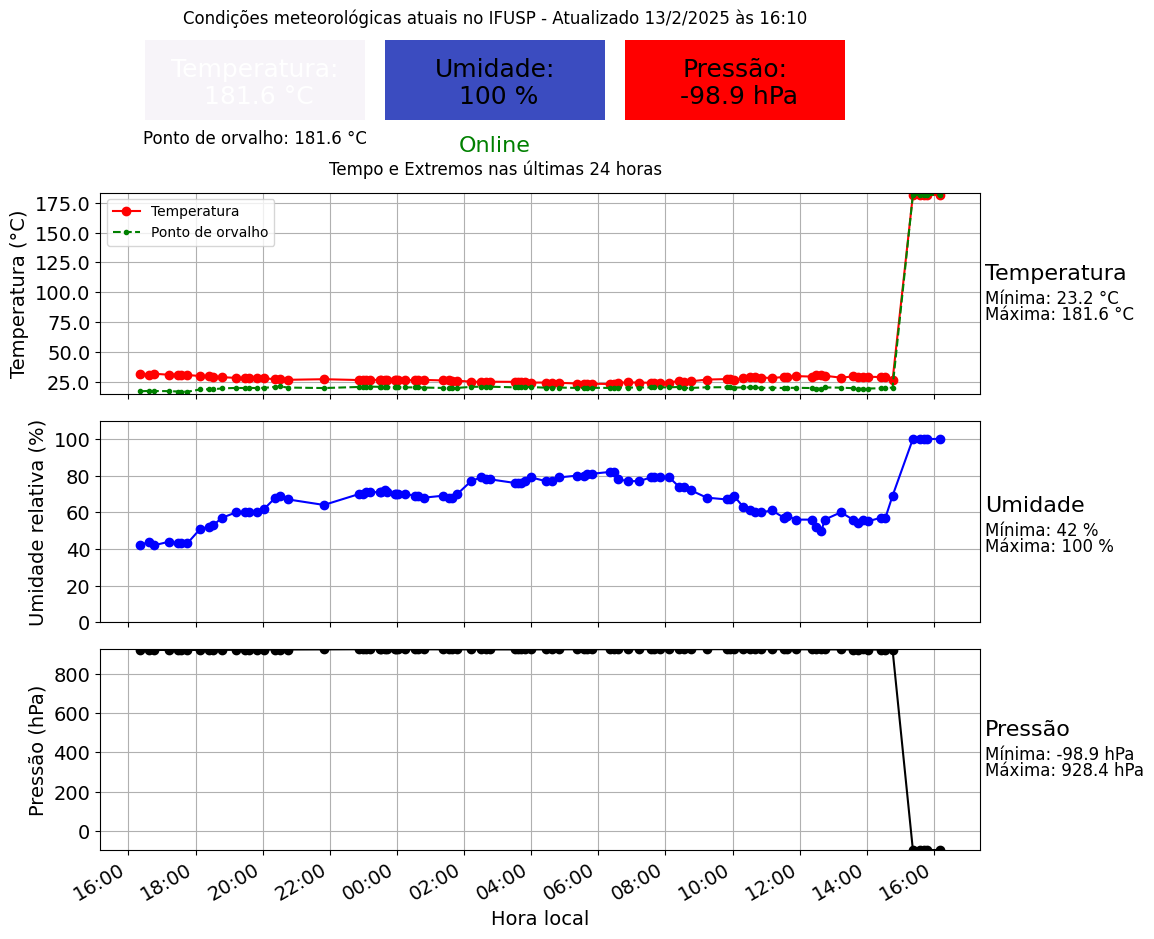 Condições meteorológicas atuais no IFUSP - Atualizado 13/2/2025 às 16:10
Temperatura:
181.6 °C
Umidade:
100 %
Pressão:
-98.9 hPa
Ponto de orvalho: 181.6 °C
Online
Tempo e Extremos nas últimas 24 horas
Temperatura (°C)
175.0
150.0
125.0
100.0
75.0
50.0
25.0
Temperatura
Ponto de orvalho
Temperatura
Mínima: 23.2 °C
Máxima: 181.6 °C
Umidade relativa (%)
100
80
60
40
20
0
Umidade
Mínima: 42 %
Máxima: 100 %
Pressão (hPa)
800
600
400
200
0
Pressão
Mínima: -98.9 hPa
Máxima: 928.4 hPa
16:00 18:00 20:00 22:00 00:00 02:00 04:00 06:00 08:00 10:00 12:00 14:00 16:00
Hora local